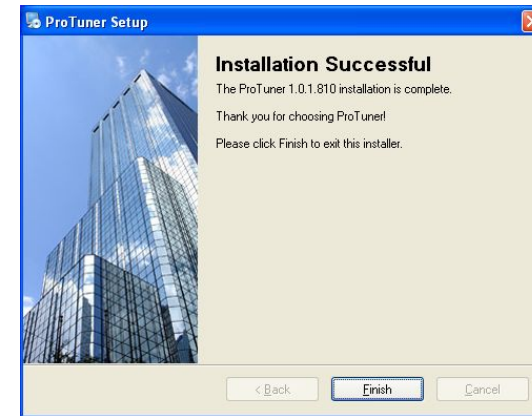 ProTuner Setup
Installation Successful
The ProTuner 1.0.1.810 installation is complete.
Thank you for choosing ProTuner!
Please click Finish to exit this installer.
< Back
Finish
Cancel